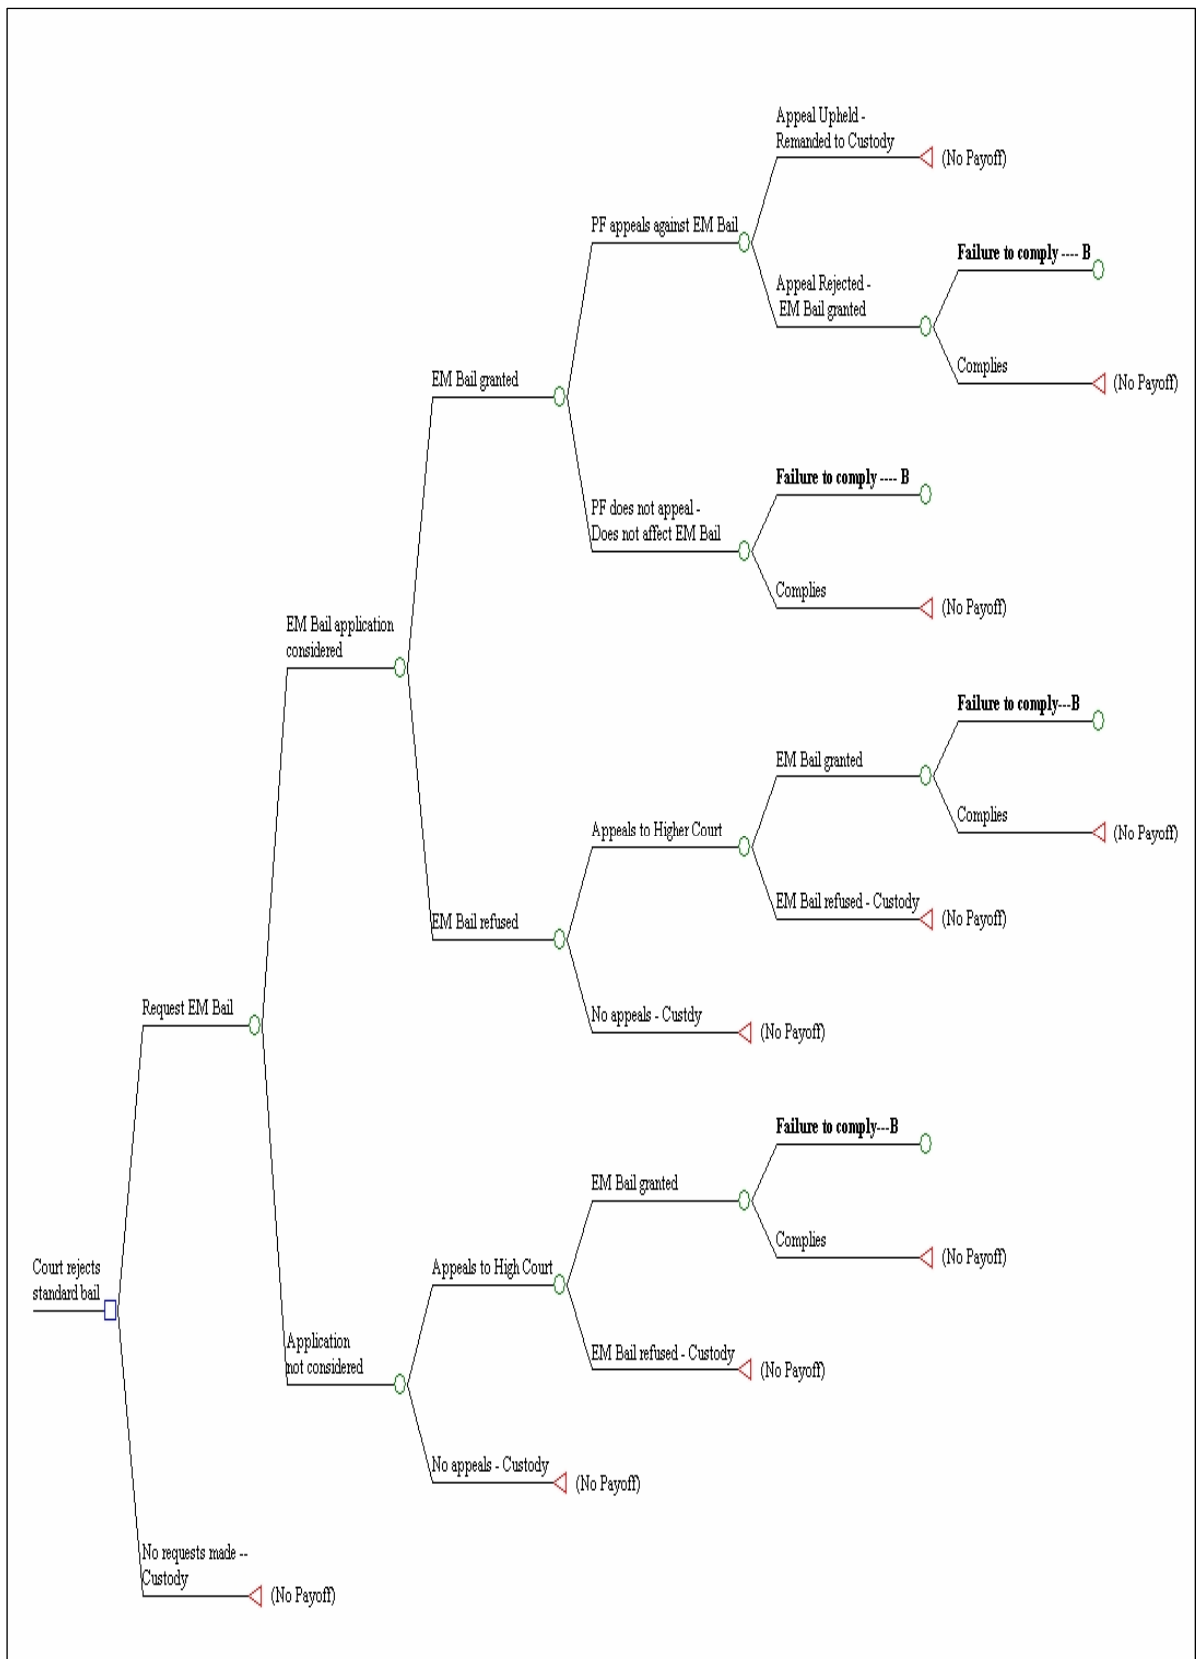 Appeal Upheld -
Remanded to Custody
(No Payoff)
PF appeals against EM Bail
Failure to comply ---- B
Appeal Rejected -
EM Bail granted
Complies
(No Payoff)
EM Bail granted
Failure to comply ---- B
PF does not appeal -
Does not affect EM Bail
Complies
(No Payoff)
EM Bail application
considered
Failure to comply---B
EM Bail granted
Complies
(No Payoff)
Appeals to Higher Court
EM Bail refused - Custody
(No Payoff)
EM Bail refused
No appeals - Custdy
(No Payoff)
Request EM Bail
Failure to comply---B
EM Bail granted
Complies
(No Payoff)
Appeals to High Court
Court rejects
standard bail
EM Bail refused - Custody
(No Payoff)
Application
not considered
No appeals - Custody
(No Payoff)
No requests made --
Custody
(No Payoff)